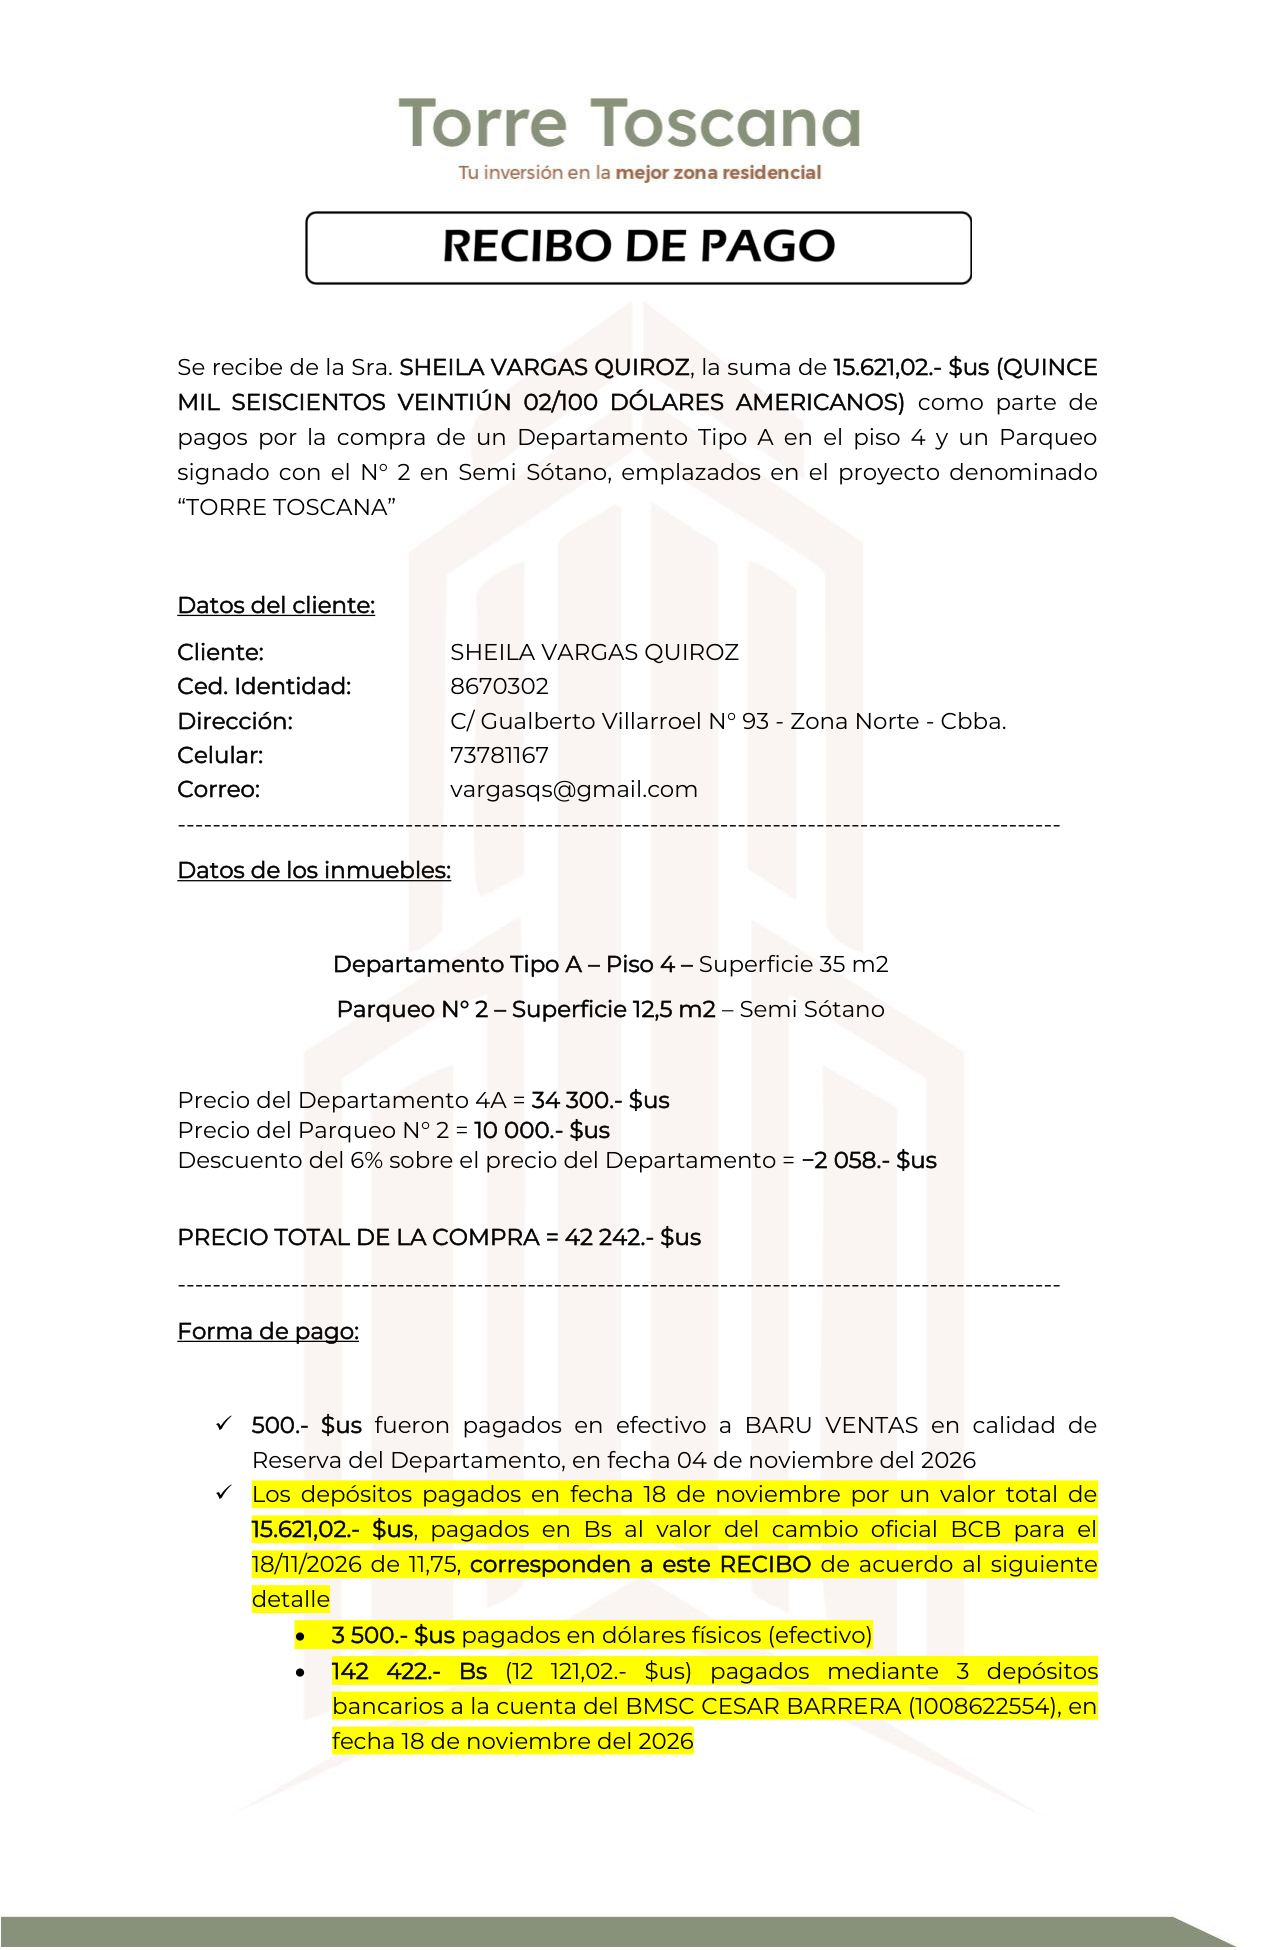 Torre Toscana
Tu inversión en la mejor zona residencial
RECIBO DE PAGO
Se recibe de la Sra. SHEILA VARGAS QUIROZ, la suma de 15.621,02.- $us (QUINCE
MIL SEISCIENTOS VEINTIÚN 02/100 DÓLARES AMERICANOS) como parte de
pagos por la compra de un Departamento Tipo A en el piso 4 y un Parqueo
signado con el N° 2 en Semi Sótano, emplazados en el proyecto denominado
“TORRE TOSCANA”
Datos del cliente:
Cliente: SHEILA VARGAS QUIROZ
Ced. Identidad: 8670302
Dirección: C/ Gualberto Villarroel N° 93 - Zona Norte - Cbba.
Celular: 73781167
Correo: vargasqs@gmail.com
-----------------------------------------------------------------------------------------------------
Datos de los inmuebles:
Departamento Tipo A – Piso 4 – Superficie 35 m2
Parqueo N° 2 – Superficie 12,5 m2 – Semi Sótano
Precio del Departamento 4A = 34 300.- $us
Precio del Parqueo N° 2 = 10 000.- $us
Descuento del 6% sobre el precio del Departamento = −2 058.- $us
PRECIO TOTAL DE LA COMPRA = 42 242.- $us
-----------------------------------------------------------------------------------------------------
Forma de pago:
✓ 500.- $us fueron pagados en efectivo a BARU VENTAS en calidad de
Reserva del Departamento, en fecha 04 de noviembre del 2026
✓ Los depósitos pagados en fecha 18 de noviembre por un valor total de
15.621,02.- $us, pagados en Bs al valor del cambio oficial BCB para el
18/11/2026 de 11,75, corresponden a este RECIBO de acuerdo al siguiente
detalle
• 3 500.- $us pagados en dólares físicos (efectivo)
• 142 422.- Bs (12 121,02.- $us) pagados mediante 3 depósitos
bancarios a la cuenta del BMSC CESAR BARRERA (1008622554), en
fecha 18 de noviembre del 2026